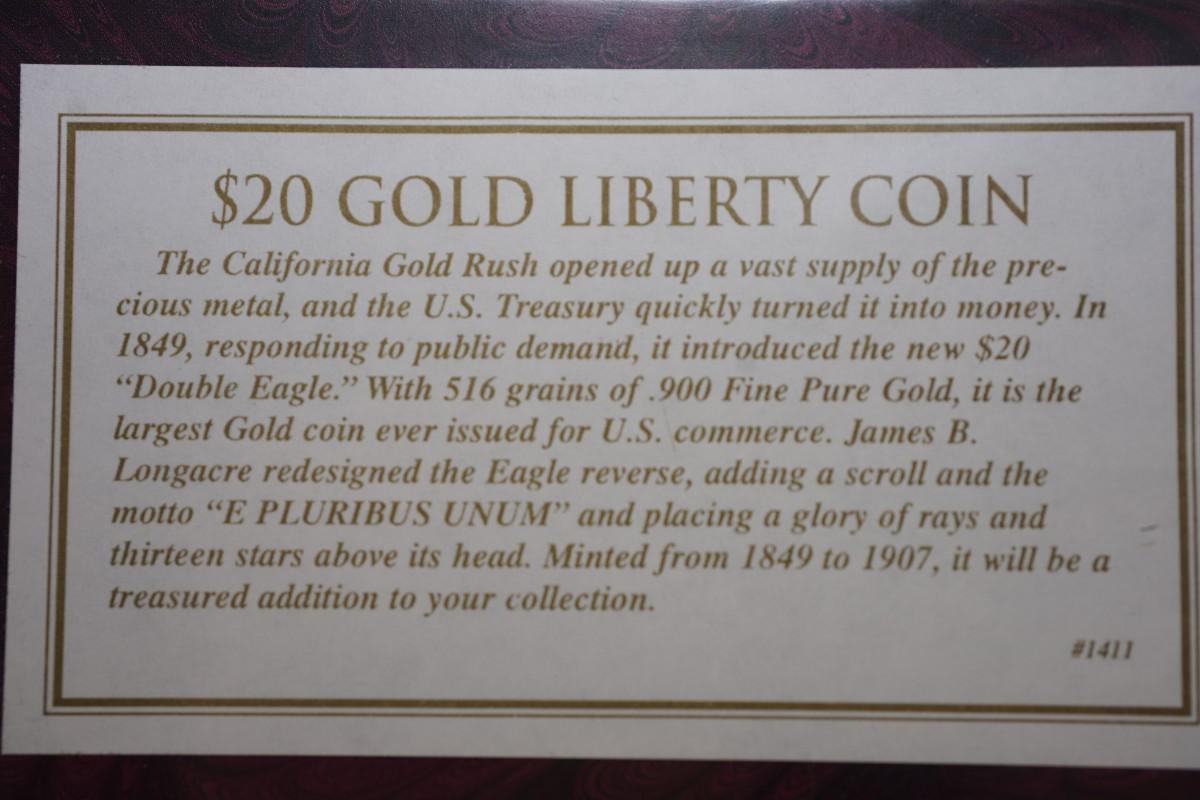 $20 GOLD LIBERTY COIN
The California Gold Rush opened up a vast supply of the pre-
cious metal, and the U.S. Treasury quickly turned it into money. In
1849, responding to public demand, it introduced the new $20
“Double Eagle.” With 516 grains of .900 Fine Pure Gold, it is the
largest Gold coin ever issued for U.S. commerce. James B.
Longacre redesigned the Eagle reverse, adding a scroll and the
motto “E PLURIBUS UNUM” and placing a glory of rays and
thirteen stars above its head. Minted from 1849 to 1907, it will be a
treasured addition to your collection.
#1411